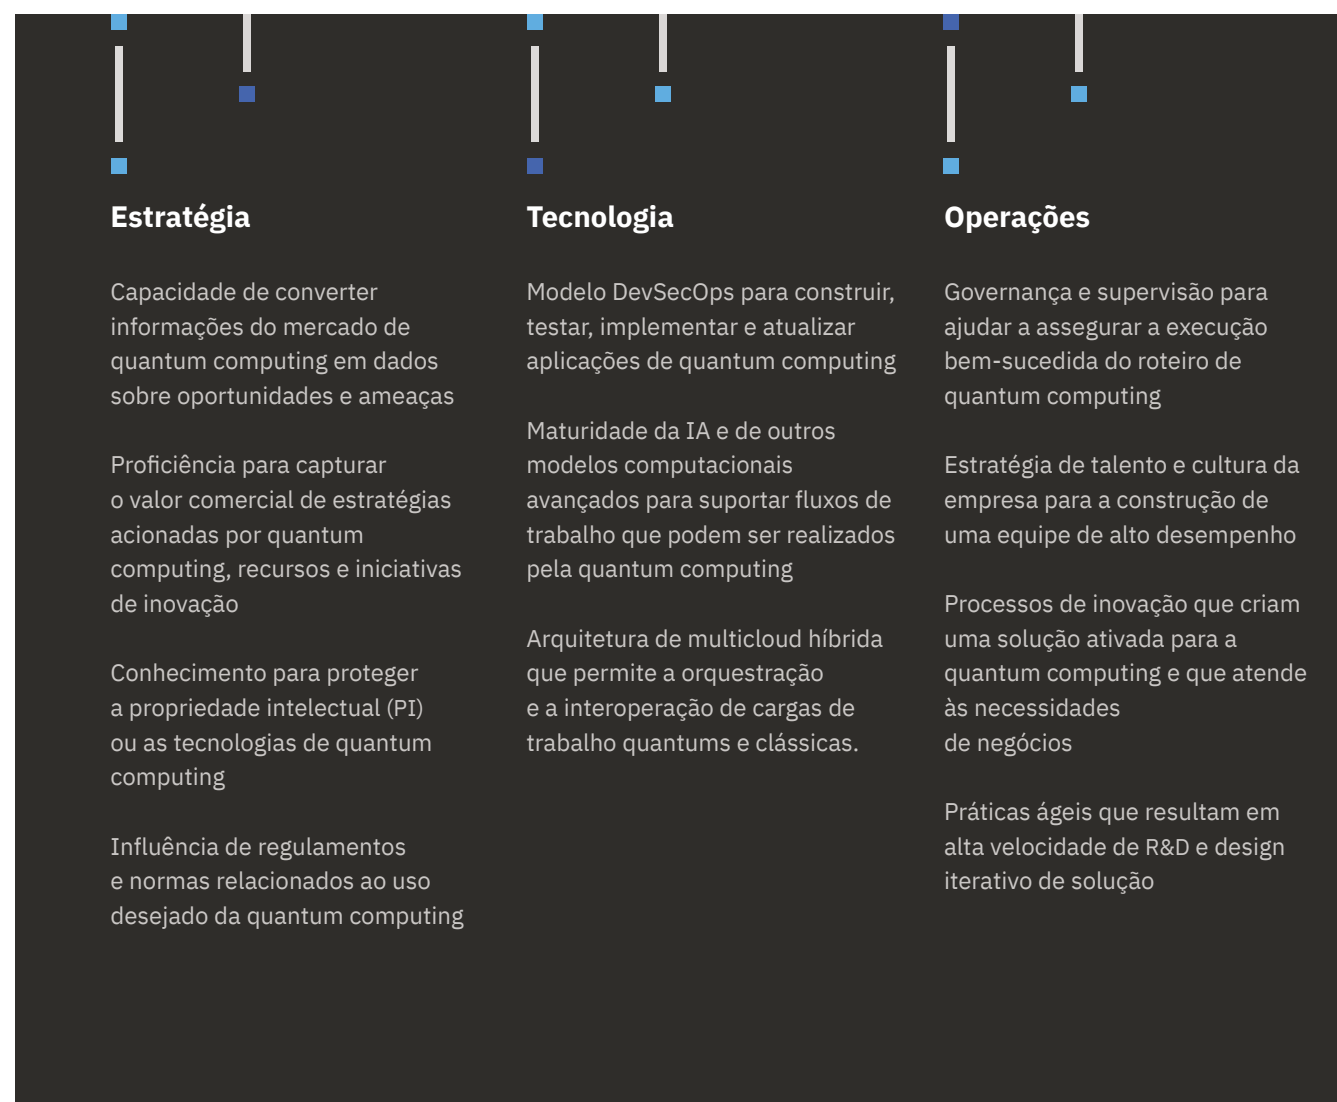 Estratégia
Capacidade de converter
informações do mercado de
quantum computing em dados
sobre oportunidades e ameaças
Proficiência para capturar
o valor comercial de estratégias
acionadas por quantum
computing, recursos e iniciativas
de inovação
Conhecimento para proteger
a propriedade intelectual (PI)
ou as tecnologias de quantum
computing
Influência de regulamentos
e normas relacionados ao uso
desejado da quantum computing
Tecnologia
Modelo DevSecOps para construir,
testar, implementar e atualizar
aplicações de quantum computing
Maturidade da IA e de outros
modelos computacionais
avançados para suportar fluxos de
trabalho que podem ser realizados
pela quantum computing
Arquitetura de multicloud híbrida
que permite a orquestração
e a interoperação de cargas de
trabalho quantums e clássicas.
Operações
Governança e supervisão para
ajudar a assegurar a execução
bem-sucedida do roteiro de
quantum computing
Estratégia de talento e cultura da
empresa para a construção de
uma equipe de alto desempenho
Processos de inovação que criam
uma solução ativada para a
quantum computing e que atende
às necessidades
de negócios
Práticas ágeis que resultam em
alta velocidade de R&D e design
iterativo de solução